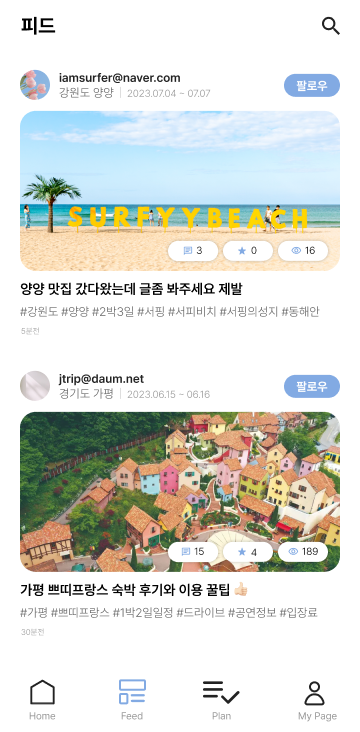 피드
iamsurfer@naver.com
강원도 양양 | 2023.07.04 ~ 07.07
팔로우
SURFYYBEACH
3 0 16
양양 맛집 갔다왔는데 글좀 봐주세요 제발
#강원도 #양양 #2박3일 #서핑 #서피비치 #서핑의성지 #동해안
5분전
jtrip@daum.net
경기도 가평 | 2023.06.15 ~ 06.16
팔로우
15 4 189
가평 쁘띠프랑스 숙박 후기와 이용 꿀팁 👍🏻
#가평 #쁘띠프랑스 #1박2일일정 #드라이브 #공연정보 #입장료
30분전
Home Feed Plan My Page